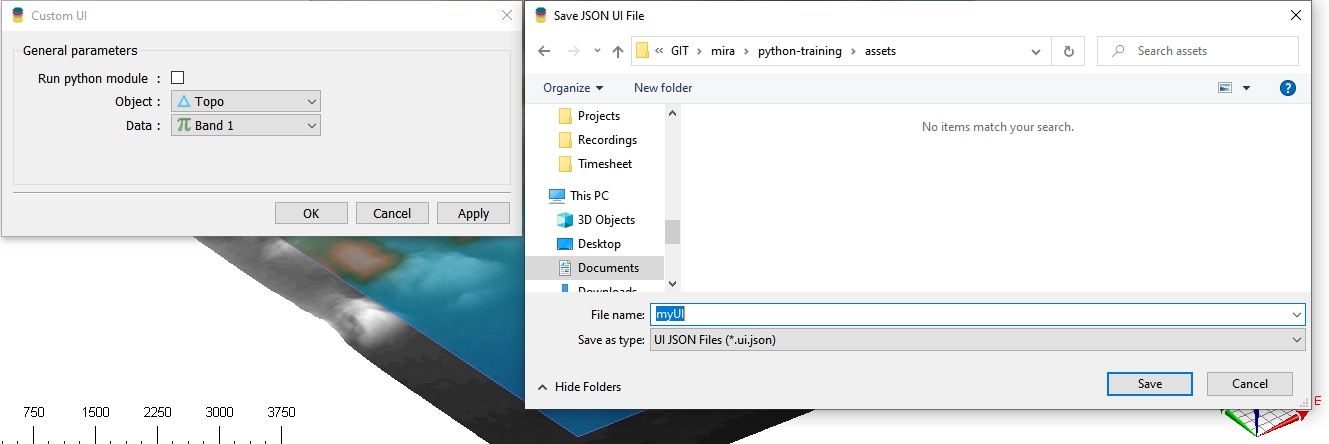 Custom UI
General parameters
Run python module :
Object : Topo
Data : Band 1
OK Cancel Apply
Save JSON UI File
« GIT › mira › python-training › assets
Search assets
Organize New folder
Projects
Recordings
Timesheet
This PC
3D Objects
Desktop
Documents
Downloads
No items match your search.
File name: myUI
Save as type: UI JSON Files (*.ui.json)
Hide Folders
Save Cancel
750 1500 2250 3000 3750
E